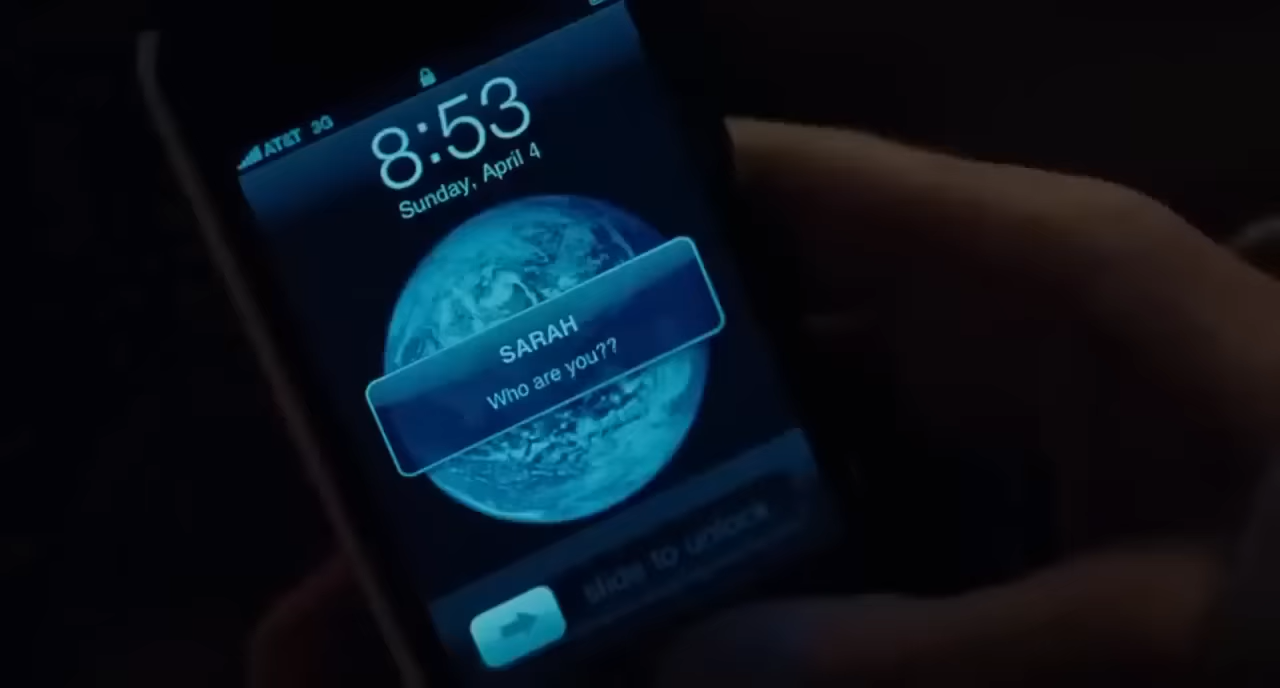 AT&T 3G
8:53
Sunday, April 4
SARAH
Who are you??
slide to unlock